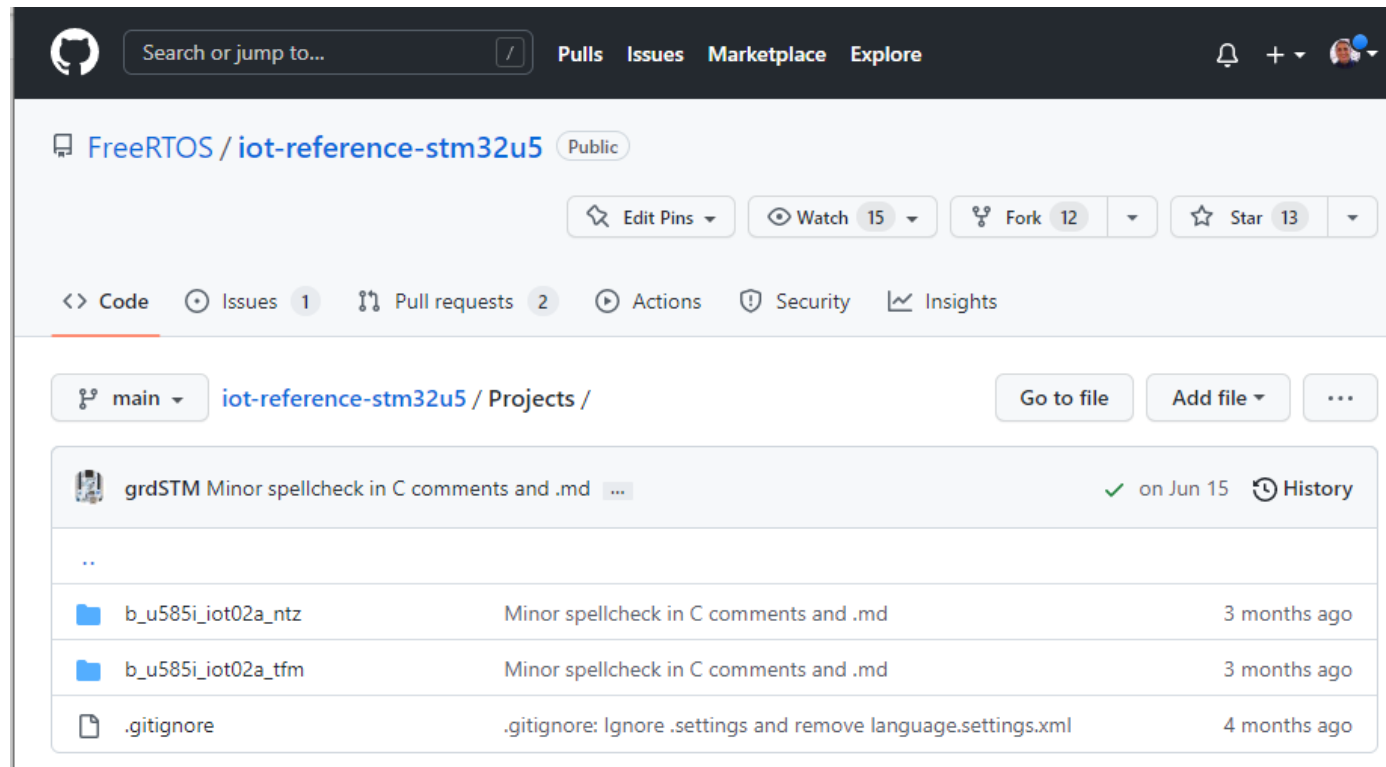 Search or jump to... / Pulls Issues Marketplace Explore
FreeRTOS / iot-reference-stm32u5 Public
Edit Pins Watch 15 Fork 12 Star 13
<> Code Issues 1 Pull requests 2 Actions Security Insights
main iot-reference-stm32u5 / Projects / Go to file Add file ...
grdSTM Minor spellcheck in C comments and .md ... on Jun 15 History
..
b_u585i_iot02a_ntz Minor spellcheck in C comments and .md 3 months ago
b_u585i_iot02a_tfm Minor spellcheck in C comments and .md 3 months ago
.gitignore .gitignore: Ignore .settings and remove language.settings.xml 4 months ago